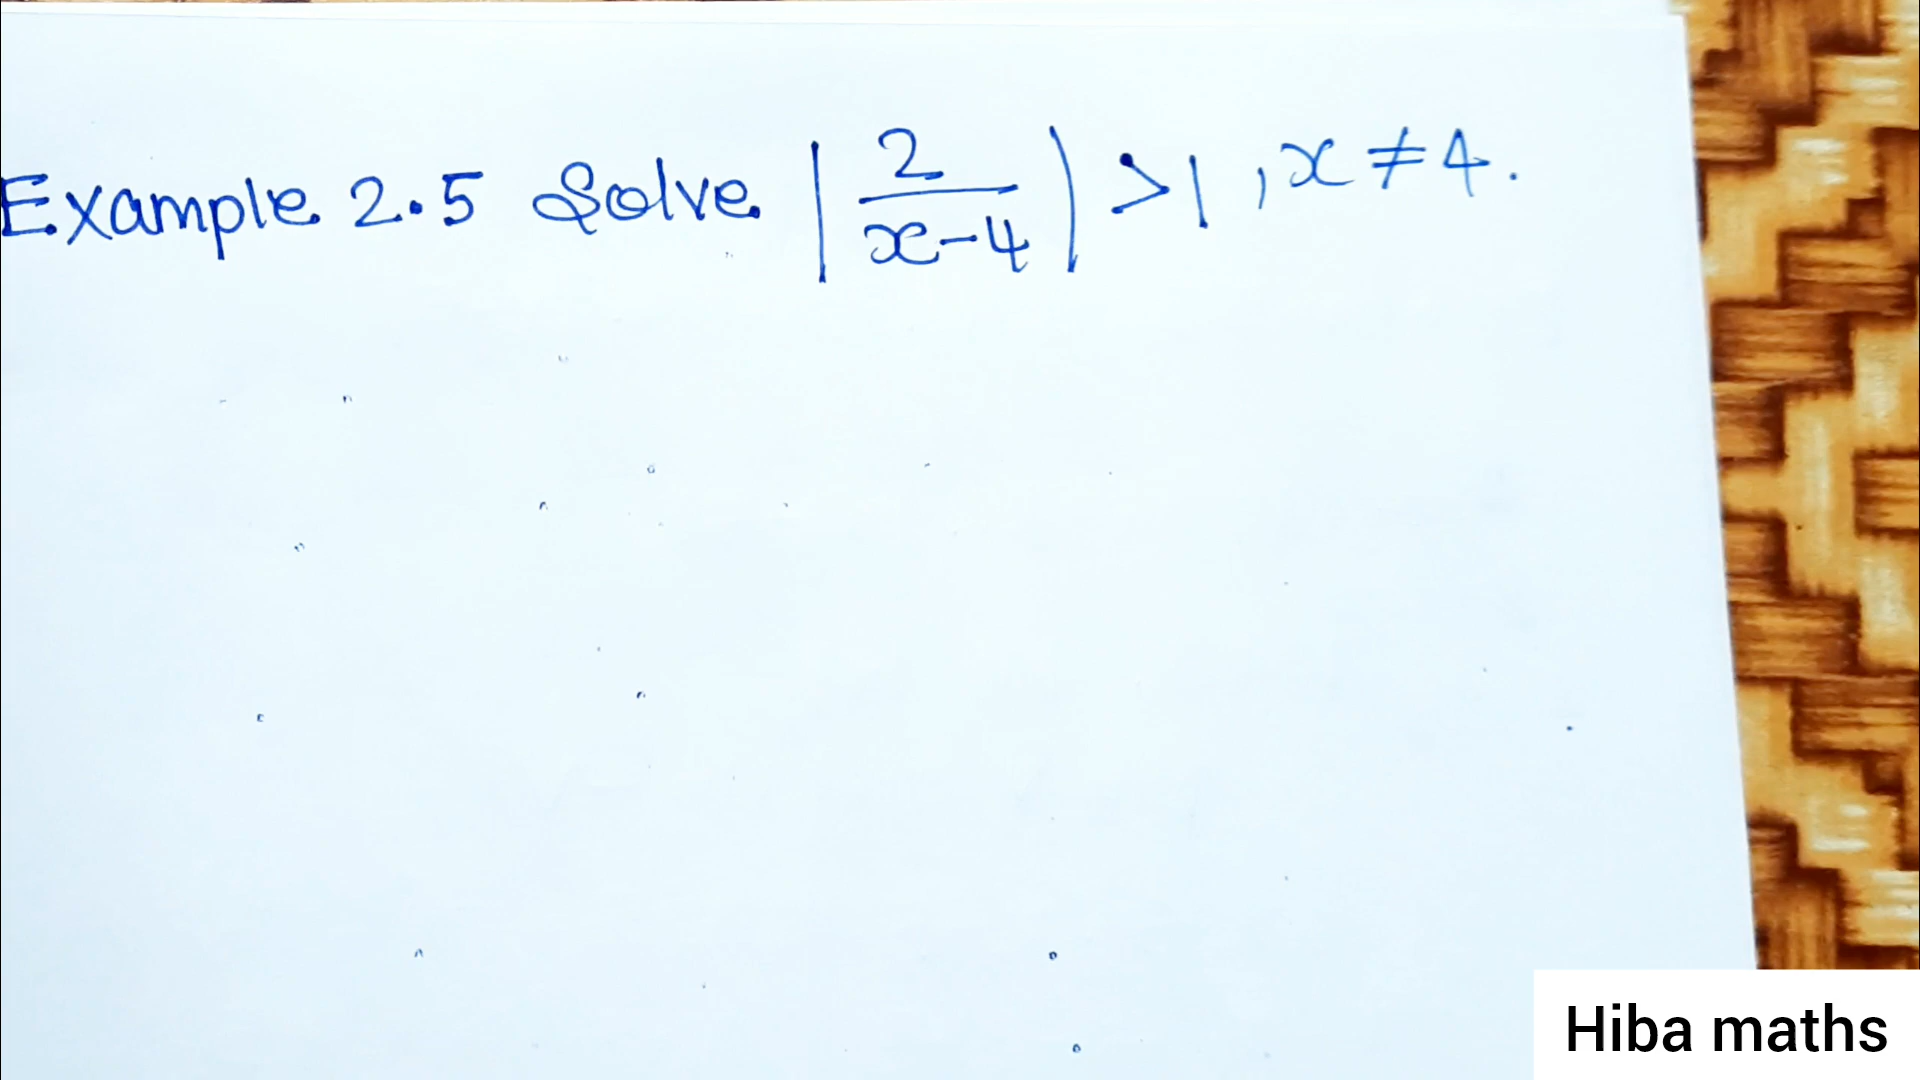 Example 2.5 Solve |2/(x-4)| >1, x≠4.
Hiba maths